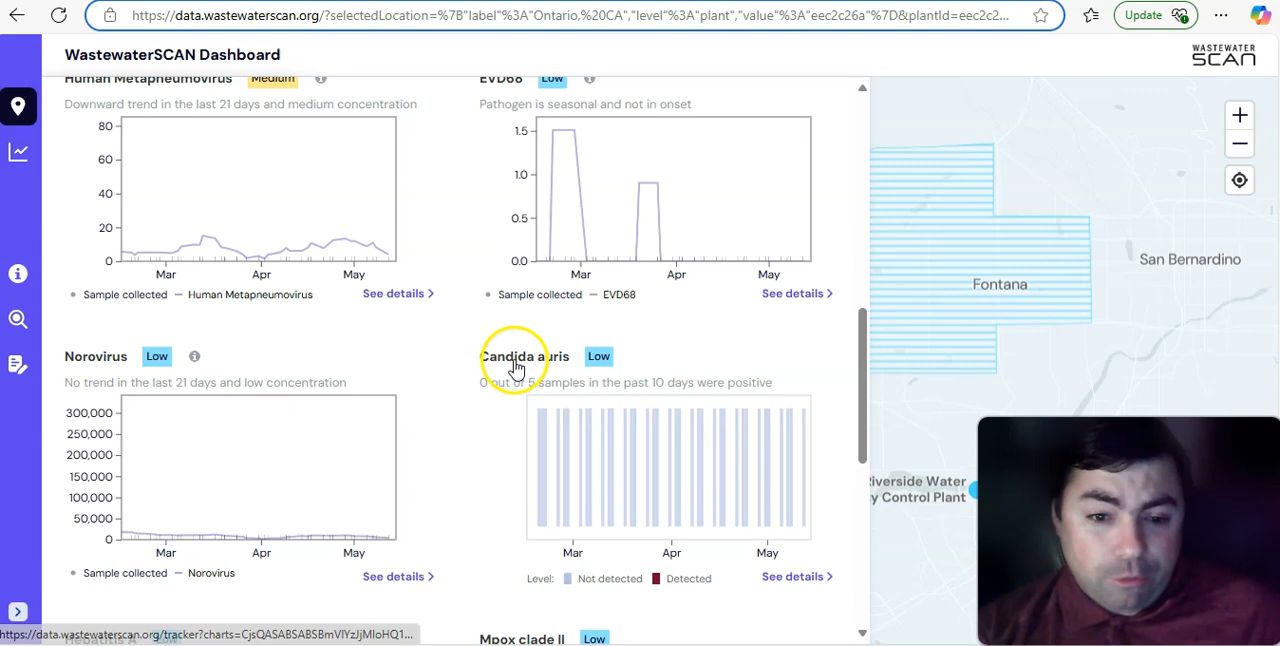 https://data.wastewaterscan.org/?selectedLocation=%7B"label"%3A"Ontario,%20CA","level"%3A"plant","value"%3A"eec2c26a"%7D&plantId=eec2c2...
Update
WastewaterSCAN Dashboard
WASTEWATER
SCAN
Human Metapneumovirus Medium
Downward trend in the last 21 days and medium concentration
80
60
40
20
0
Mar Apr May
Sample collected Human Metapneumovirus
See details >
EVD68 Low
Pathogen is seasonal and not in onset
1.5
1.0
0.5
0.0
Mar Apr May
Sample collected EVD68
See details >
Norovirus Low
No trend in the last 21 days and low concentration
300,000
250,000
200,000
150,000
100,000
50,000
0
Mar Apr May
Sample collected Norovirus
See details >
Candida auris Low
0 out of 5 samples in the past 10 days were positive
Mar Apr May
Level: Not detected Detected
See details >
Hepatitis A Low
Mpox clade II Low
San Bernardino
Fontana
Riverside Water
y Control Plant
https://data.wastewaterscan.org/tracker?charts=CjsQASABSABSBmVlYzJjMloHQ1...